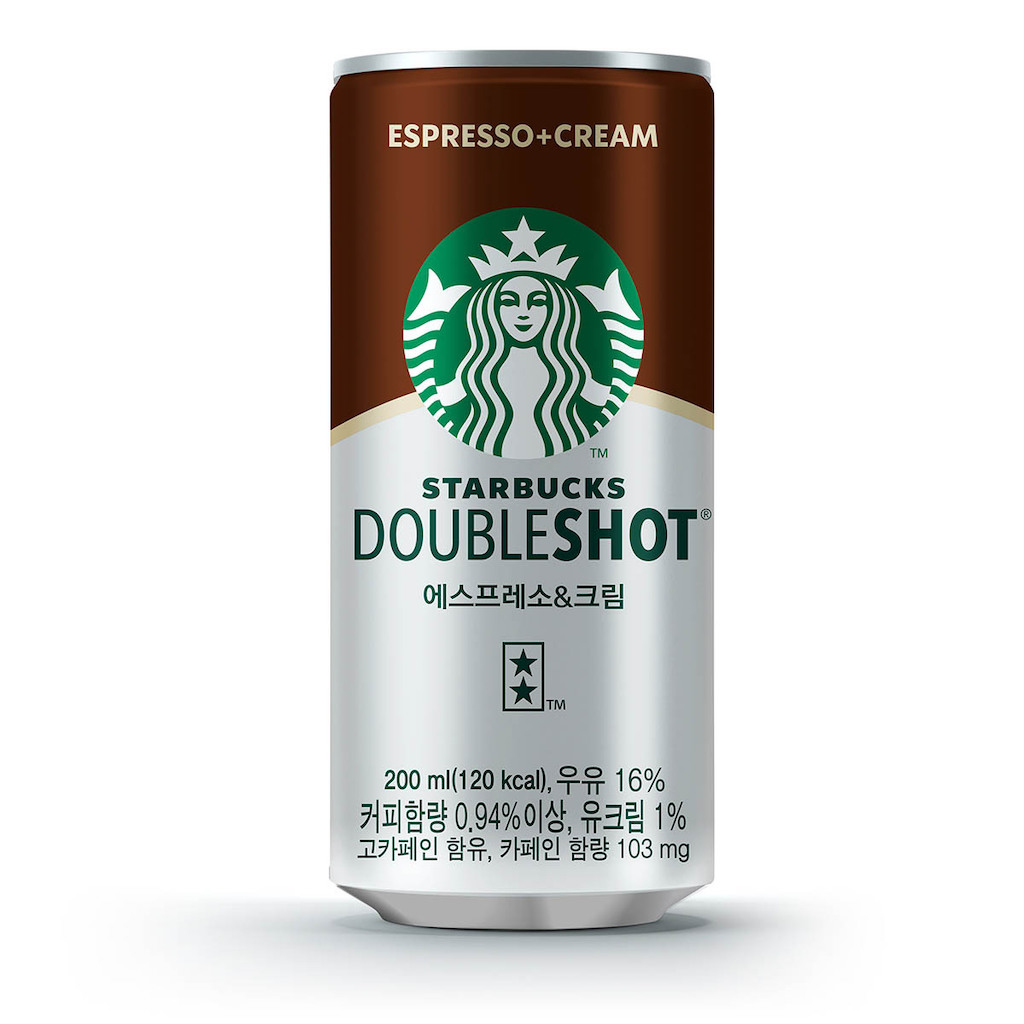 ESPRESSO+CREAM
TM
STARBUCKS
DOUBLESHOT®
에스프레소&크림
TM
200 ml(120 kcal), 우유 16%
커피함량 0.94%이상, 유크림 1%
고카페인 함유, 카페인 함량 103 mg